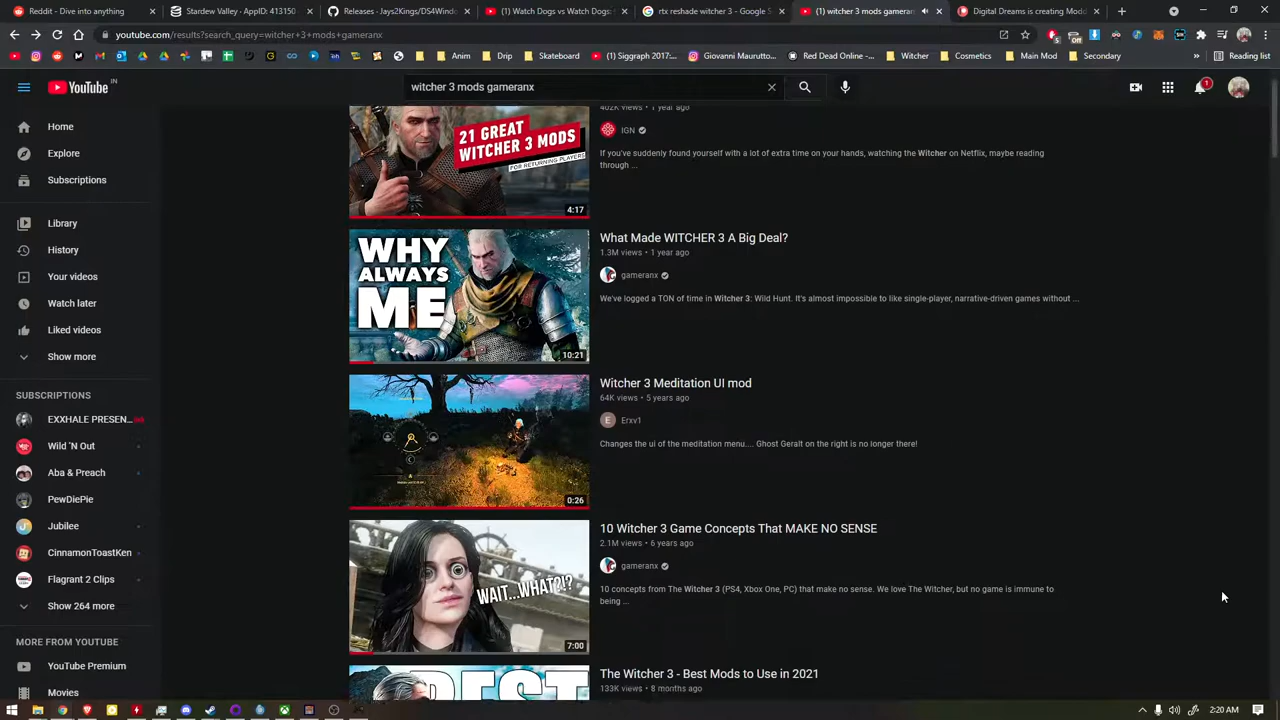 Reddit - Dive into anything
Stardew Valley - AppID: 413150
Releases - Jays2Kings/DS4Windo
(1) Watch Dogs vs Watch Dogs:
rtx reshade witcher 3 - Google S
(1) witcher 3 mods gameran
Digital Dreams is creating Modd
youtube.com/results?search_query=witcher+3+mods+gameranx
Anim
Drip
Skateboard
(1) Siggraph 2017:...
Giovanni Maurutto...
Red Dead Online -...
Witcher
Cosmetics
Main Mod
Secondary
»
Reading list
YouTube IN
witcher 3 mods gameranx
1
Home
Explore
Subscriptions
Library
History
Your videos
Watch later
Liked videos
Show more
SUBSCRIPTIONS
EXXHALE PRESEN...
Wild 'N Out
Aba & Preach
PewDiePie
Jubilee
CinnamonToastKen
Flagrant 2 Clips
Show 264 more
MORE FROM YOUTUBE
YouTube Premium
Movies
21 GREAT
WITCHER 3 MODS
FOR RETURNING PLAYERS
4:17
402K views • 1 year ago
IGN
If you've suddenly found yourself with a lot of extra time on your hands, watching the Witcher on Netflix, maybe reading
through ...
WHY
ALWAYS
ME
10:21
What Made WITCHER 3 A Big Deal?
1.3M views • 1 year ago
gameranx
We've logged a TON of time in Witcher 3: Wild Hunt. It's almost impossible to like single-player, narrative-driven games without ...
0:26
Witcher 3 Meditation UI mod
64K views • 5 years ago
E Erxv1
Changes the ui of the meditation menu.... Ghost Geralt on the right is no longer there!
WAIT...WHAT?!?
7:00
10 Witcher 3 Game Concepts That MAKE NO SENSE
2.1M views • 6 years ago
gameranx
10 concepts from The Witcher 3 (PS4, Xbox One, PC) that make no sense. We love The Witcher, but no game is immune to
being ...
BEST
The Witcher 3 - Best Mods to Use in 2021
133K views • 8 months ago
2:20 AM